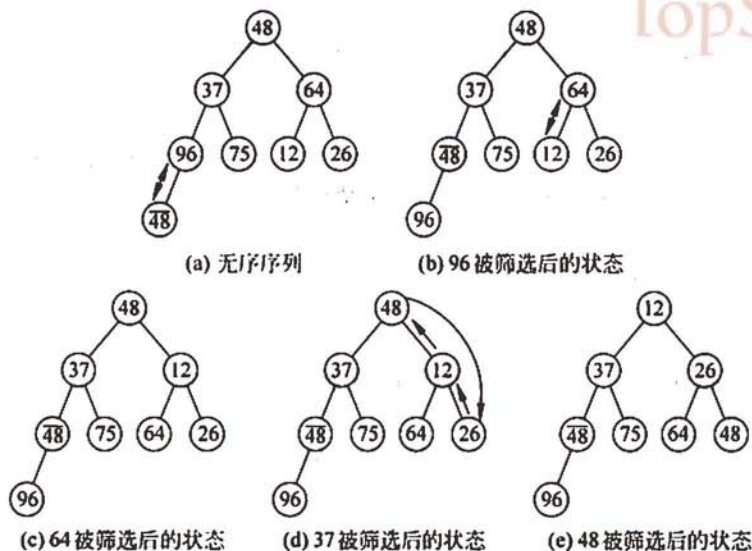 TopS
48
37 64
96 75 12 26
48̅
(a) 无序序列
48
37 64
48̅ 75 12 26
96
(b) 96 被筛选后的状态
48
37 12
48̅ 75 64 26
96
(c) 64 被筛选后的状态
48
37 12
48̅ 75 64 26
96
(d) 37 被筛选后的状态
12
37 26
48̅ 75 64 48
96
(e) 48 被筛选后的状态